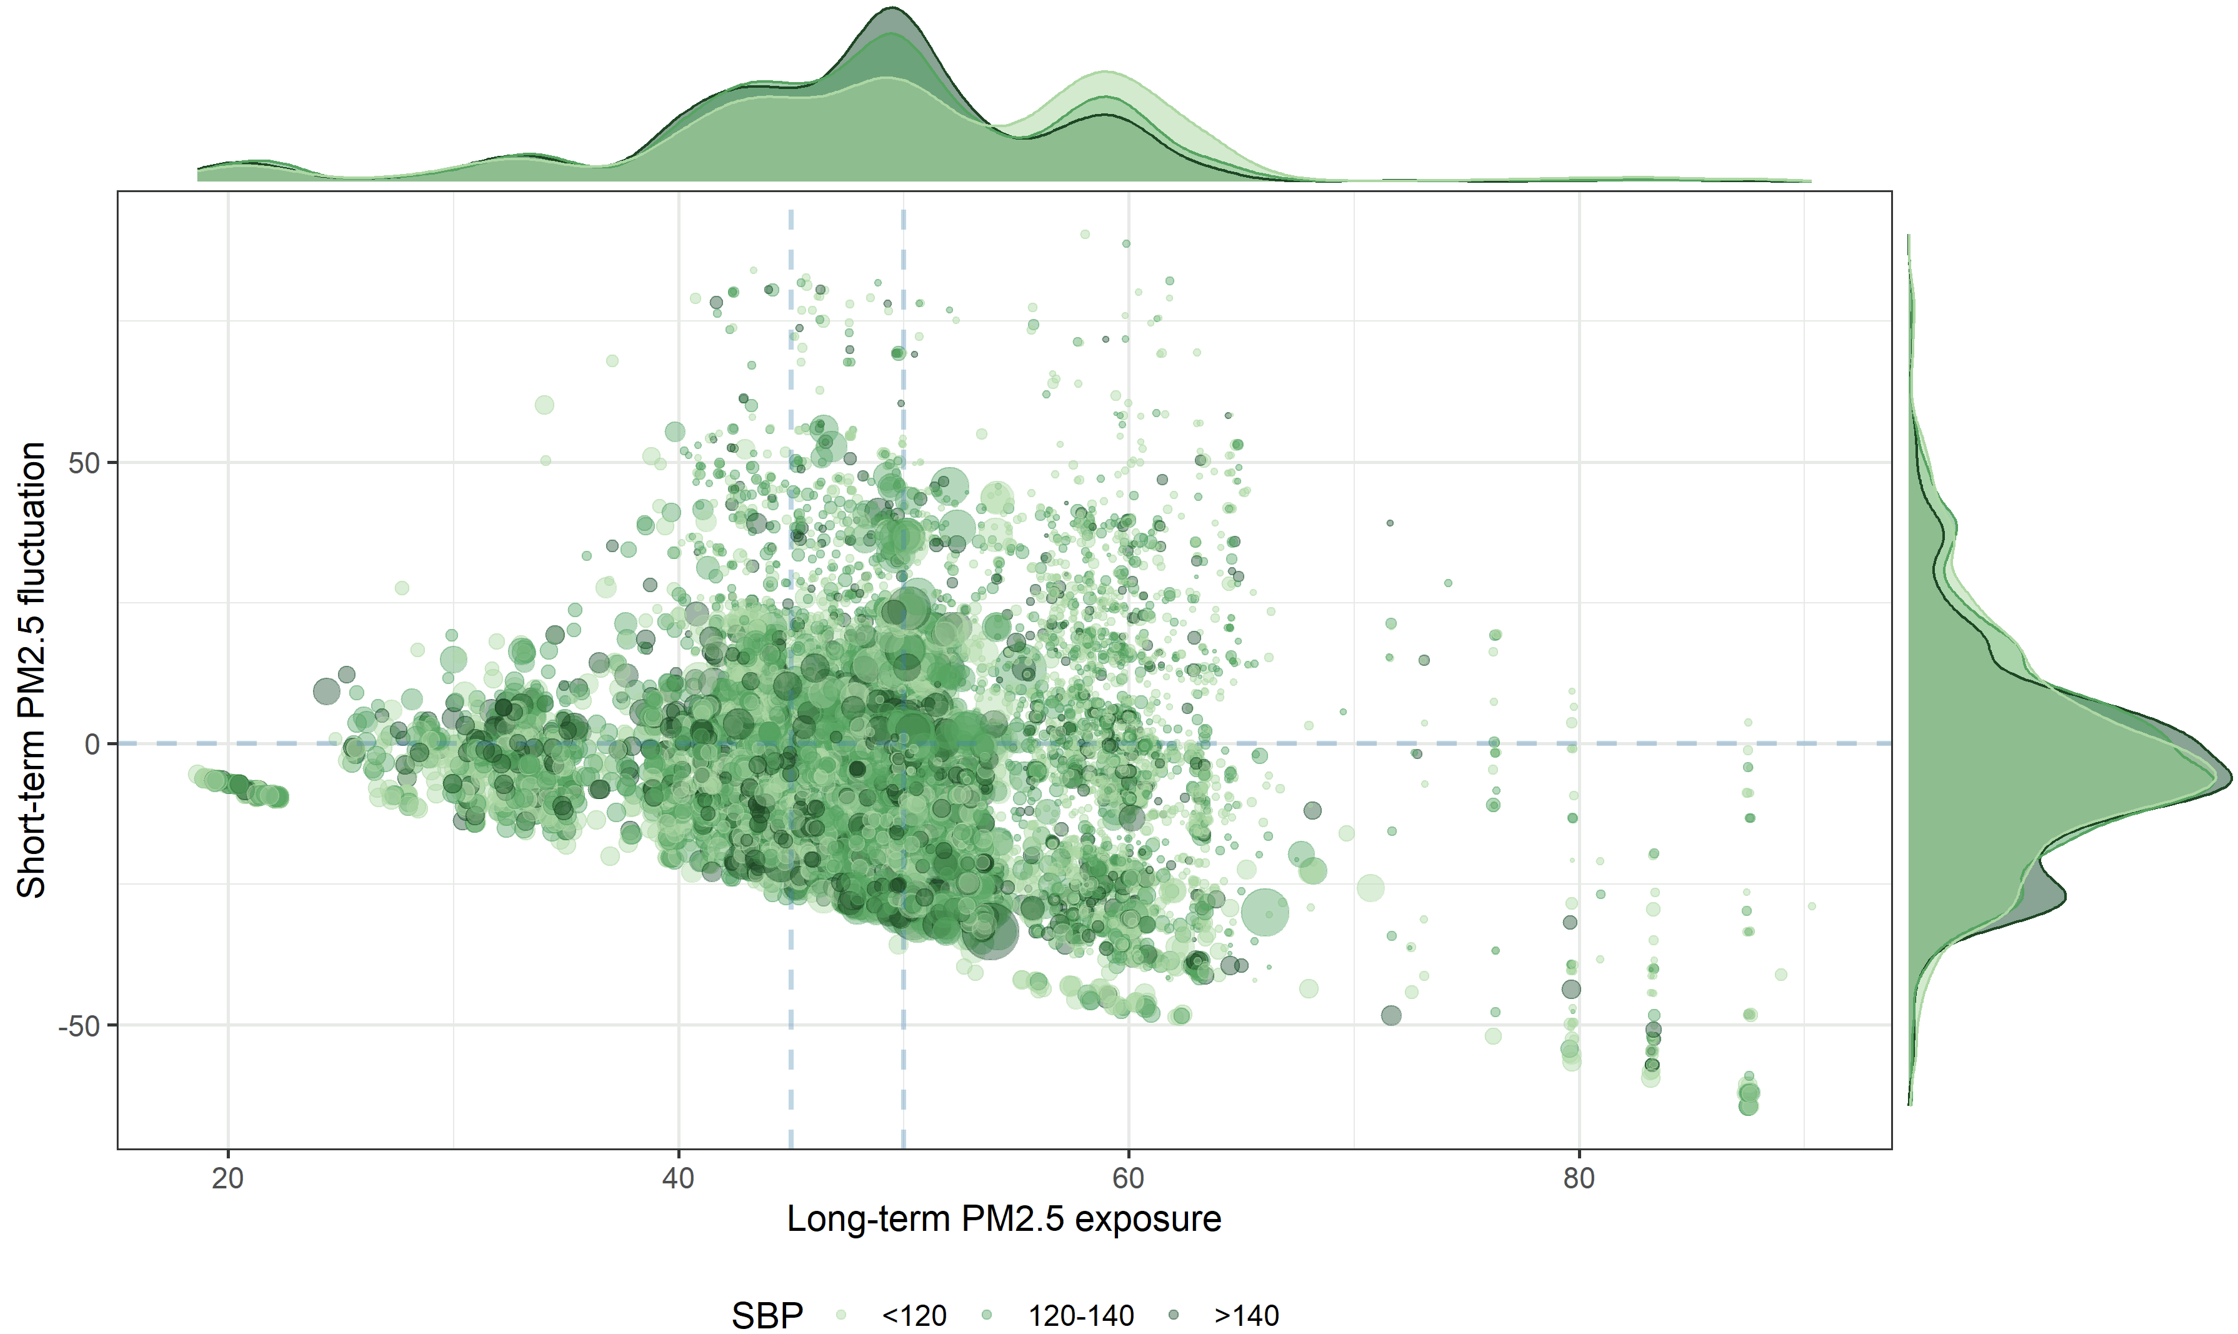 Short-term PM2.5 fluctuation
50
0
-50
20 40 60 80
Long-term PM2.5 exposure
SBP <120 120-140 >140